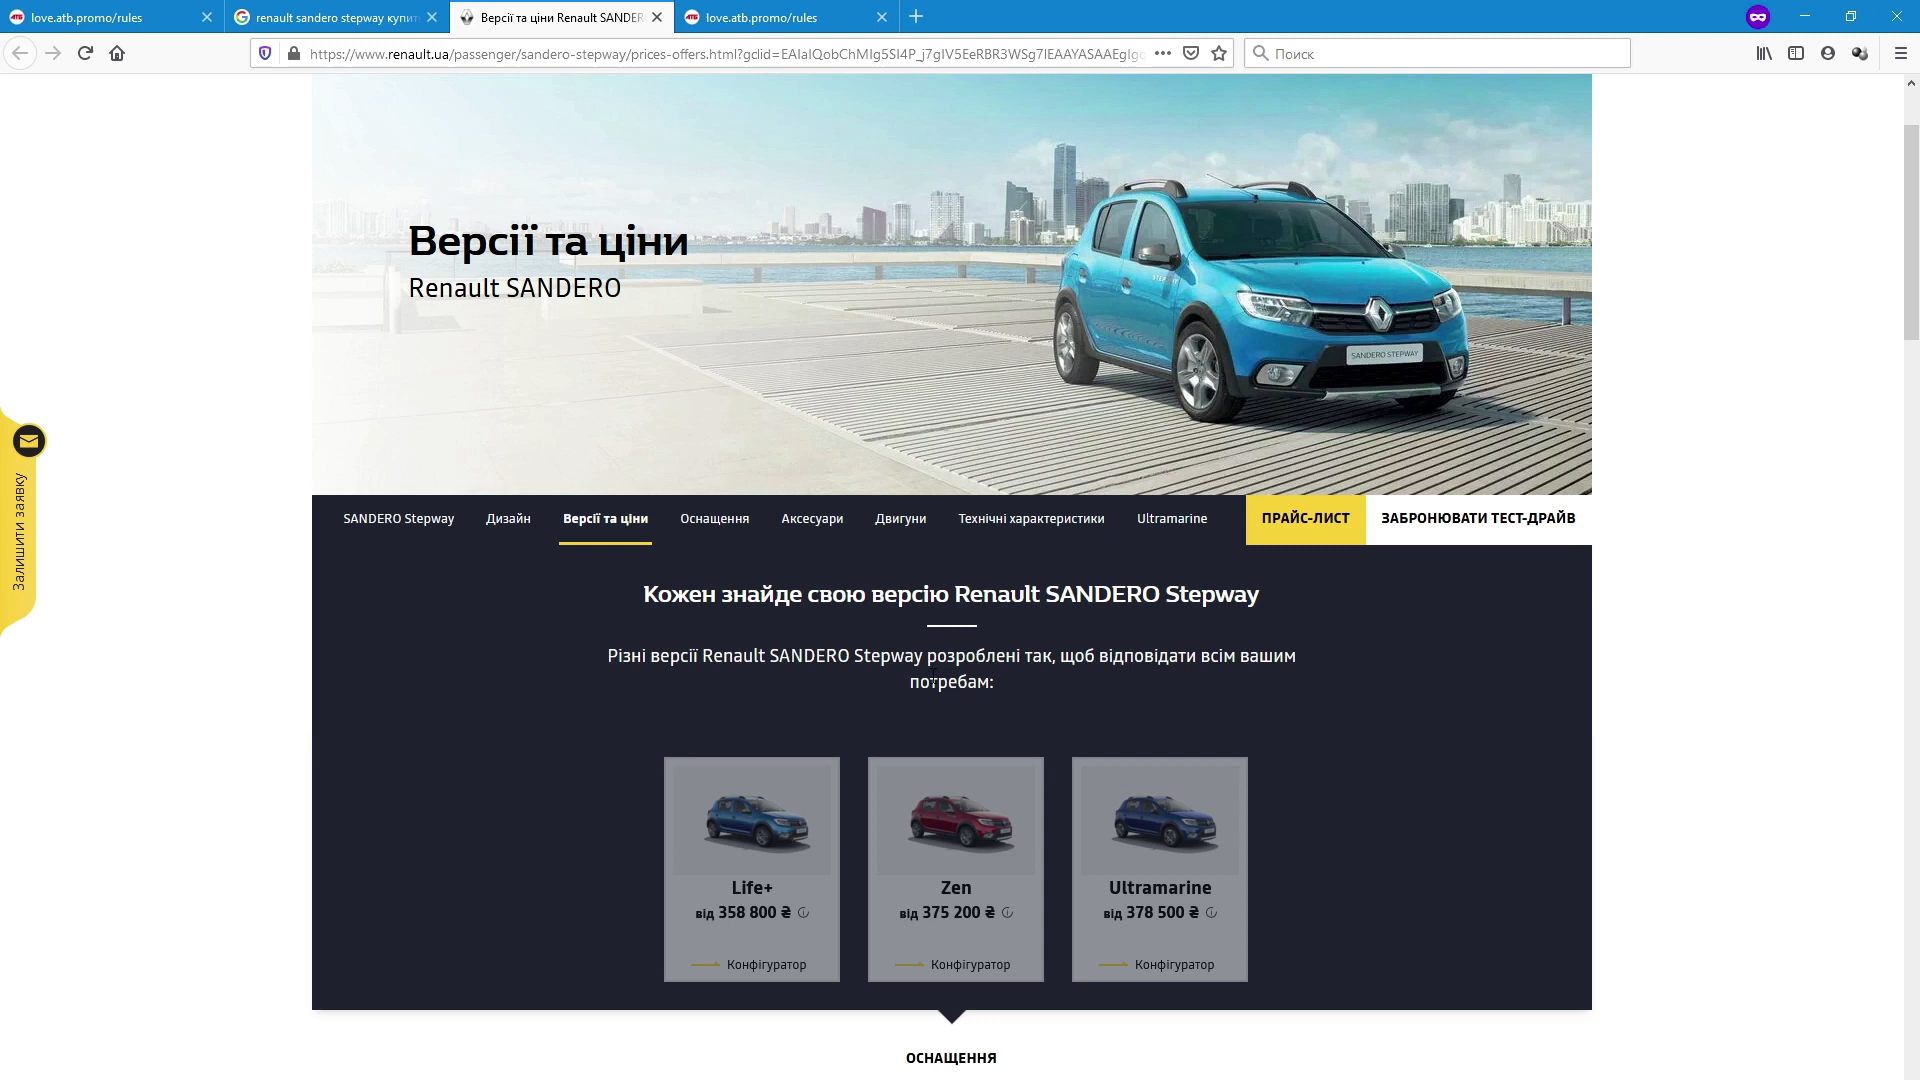 love.atb.promo/rules
renault sandero stepway купит
Версії та ціни Renault SANDER
love.atb.promo/rules
https://www.renault.ua/passenger/sandero-stepway/prices-offers.html?gclid=
Поиск
Версії та ціни
Renault SANDERO
STEPWAY
SANDERO STEPWAY
Залишити заявку
SANDERO Stepway
Дизайн
Версії та ціни
Оснащення
Аксесуари
Двигуни
Технічні характеристики
Ultramarine
ПРАЙС-ЛИСТ
ЗАБРОНЮВАТИ ТЕСТ-ДРАЙВ
Кожен знайде свою версію Renault SANDERO Stepway
Різні версії Renault SANDERO Stepway розроблені так, щоб відповідати всім вашим
потребам:
Life+
Zen
Ultramarine
від 358 800 ₴
від 375 200 ₴
від 378 500 ₴
Конфігуратор
Конфігуратор
Конфігуратор
ОСНАЩЕННЯ